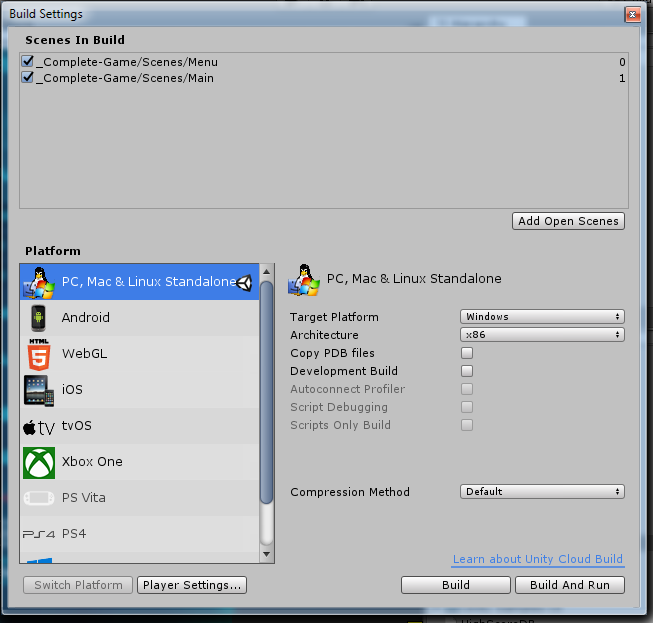 Build Settings
Scenes In Build
_Complete-Game/Scenes/Menu 0
_Complete-Game/Scenes/Main 1
Add Open Scenes
Platform
PC, Mac & Linux Standalone
Android
HTML 5 WebGL
iOS
tv tvOS
Xbox One
PS Vita
PS4 PS4
PC, Mac & Linux Standalone
Target Platform Windows
Architecture x86
Copy PDB files
Development Build
Autoconnect Profiler
Script Debugging
Scripts Only Build
Compression Method Default
Learn about Unity Cloud Build
Switch Platform Player Settings... Build Build And Run